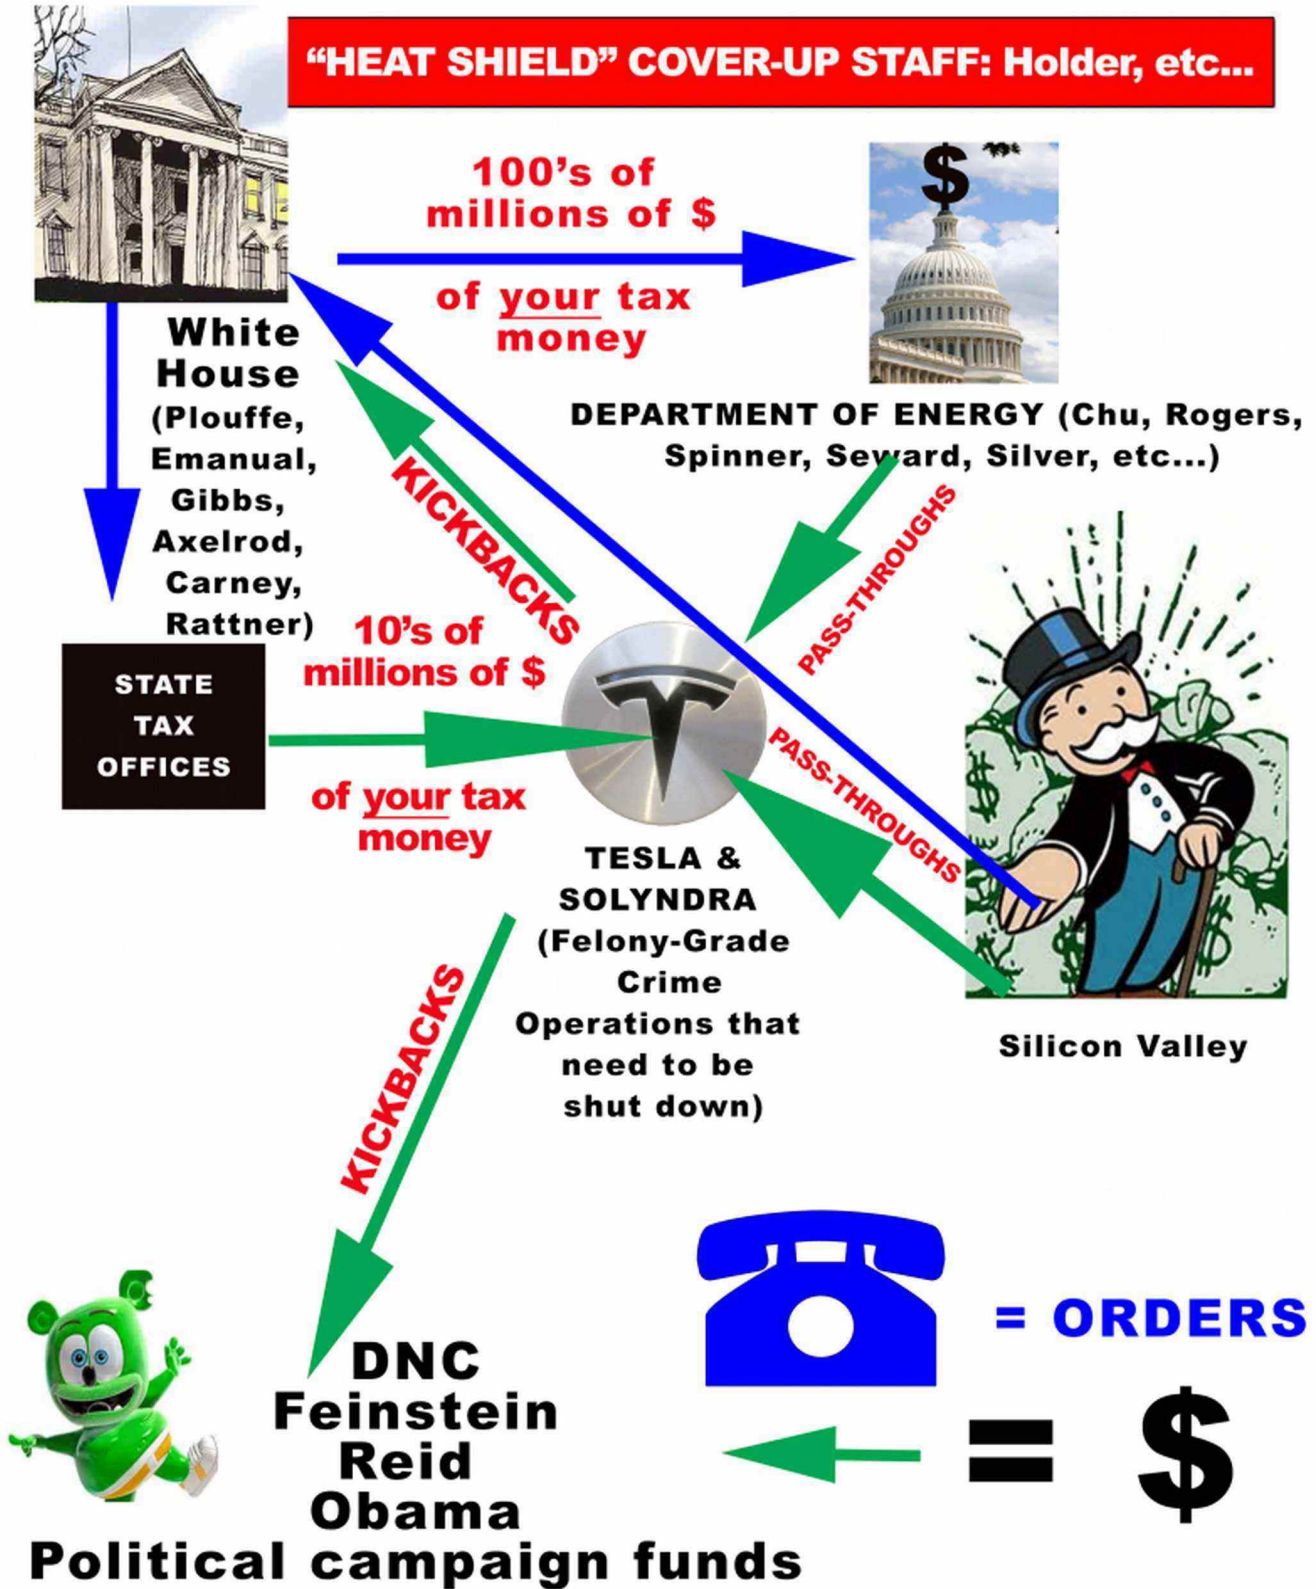 “HEAT SHIELD” COVER-UP STAFF: Holder, etc...
100’s of
millions of $
of your tax
money
$
White
House
(Plouffe,
Emanual,
Gibbs,
Axelrod,
Carney,
Rattner)
DEPARTMENT OF ENERGY (Chu, Rogers,
Spinner, Seward, Silver, etc...)
KICKBACKS
PASS-THROUGHS
STATE
TAX
OFFICES
10’s of
millions of $
of your tax
money
PASS-THROUGHS
TESLA &
SOLYNDRA
(Felony-Grade
Crime
Operations that
need to be
shut down)
$
$
$
$
Silicon Valley
KICKBACKS
= ORDERS
= $
DNC
Feinstein
Reid
Obama
Political campaign funds